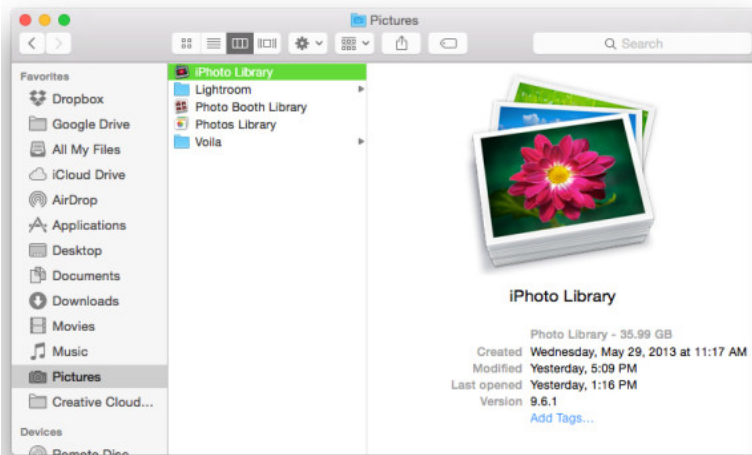 Pictures
Search
Favorites
Dropbox
Google Drive
All My Files
iCloud Drive
AirDrop
Applications
Desktop
Documents
Downloads
Movies
Music
Pictures
Creative Cloud...
Devices
Remote Disc
iPhoto Library
Lightroom
Photo Booth Library
Photos Library
Voila
iPhoto Library
Photo Library - 35.99 GB
Created Wednesday, May 29, 2013 at 11:17 AM
Modified Yesterday, 5:09 PM
Last opened Yesterday, 1:16 PM
Version 9.6.1
Add Tags...